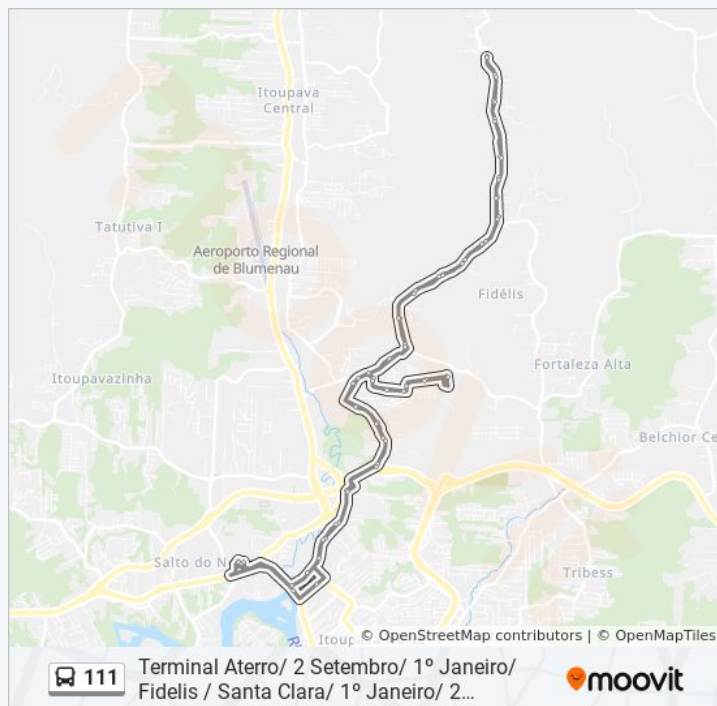 Itoupava
Central
Tatutiva I
Aeroporto Regional
de Blumenau
Fidélis
Fortaleza Alta
Itoupavazinha
Belchior Ce
Salto do N
Tribess
Itoup
© OpenStreetMap contributors | © OpenMapTiles
111
Terminal Aterro/ 2 Setembro/ 1º Janeiro/
Fidelis / Santa Clara/ 1º Janeiro/ 2...
moovit